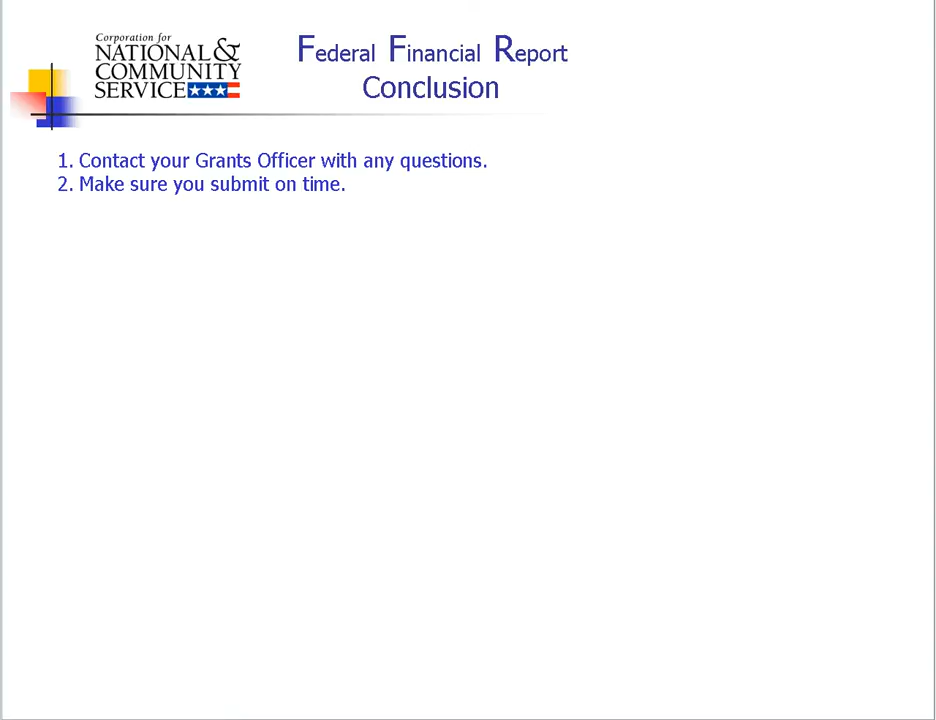 Corporation for
NATIONAL &
COMMUNITY
SERVICE
Federal Financial Report
Conclusion
1. Contact your Grants Officer with any questions.
2. Make sure you submit on time.